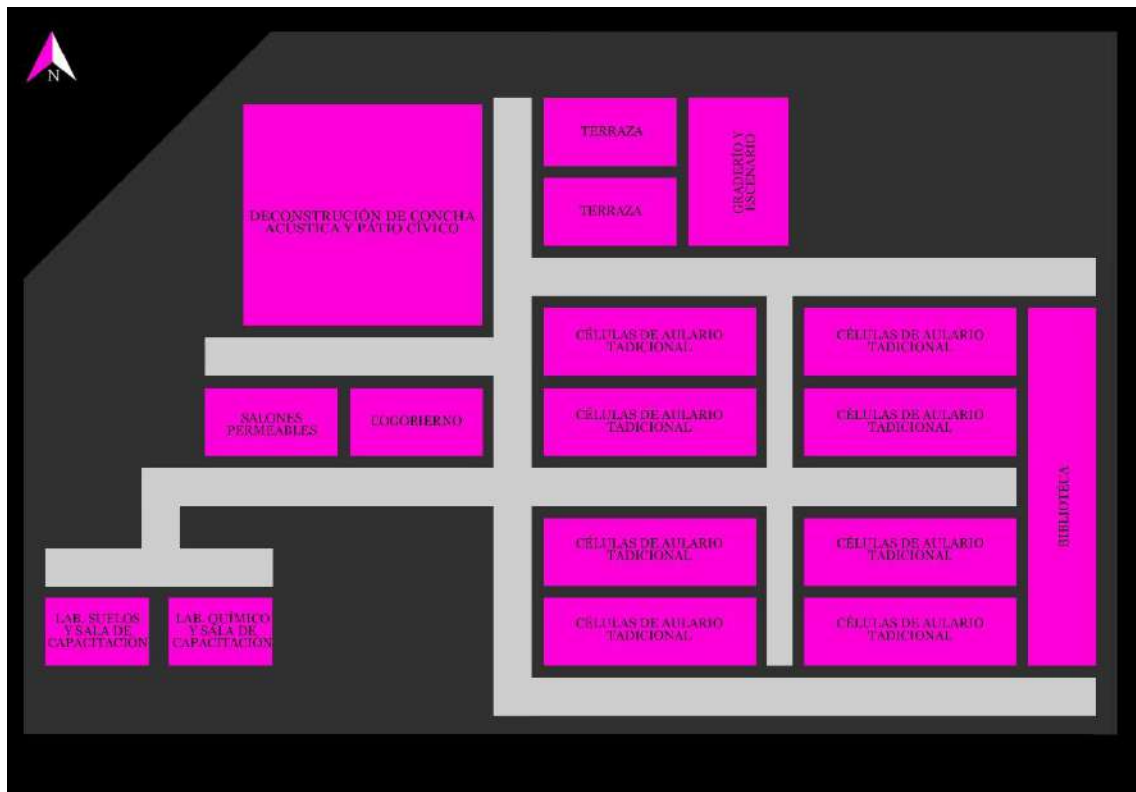 N
TERRAZA
GRADERÍO Y
ESCENARIO
DECONSTRUCIÓN DE CONCHA
ACÚSTICA Y PATIO CÍVICO
TERRAZA
CÉLULAS DE AULARIO
TADICIONAL
CÉLULAS DE AULARIO
TADICIONAL
SALONES
PERMEABLES
COGOBIERNO
CÉLULAS DE AULARIO
TADICIONAL
CÉLULAS DE AULARIO
TADICIONAL
BIBLIOTECA
CÉLULAS DE AULARIO
TADICIONAL
CÉLULAS DE AULARIO
TADICIONAL
LAB. SUELOS
Y SALA DE
CAPACITACIÓN
LAB. QUÍMICO
Y SALA DE
CAPACITACIÓN
CÉLULAS DE AULARIO
TADICIONAL
CÉLULAS DE AULARIO
TADICIONAL